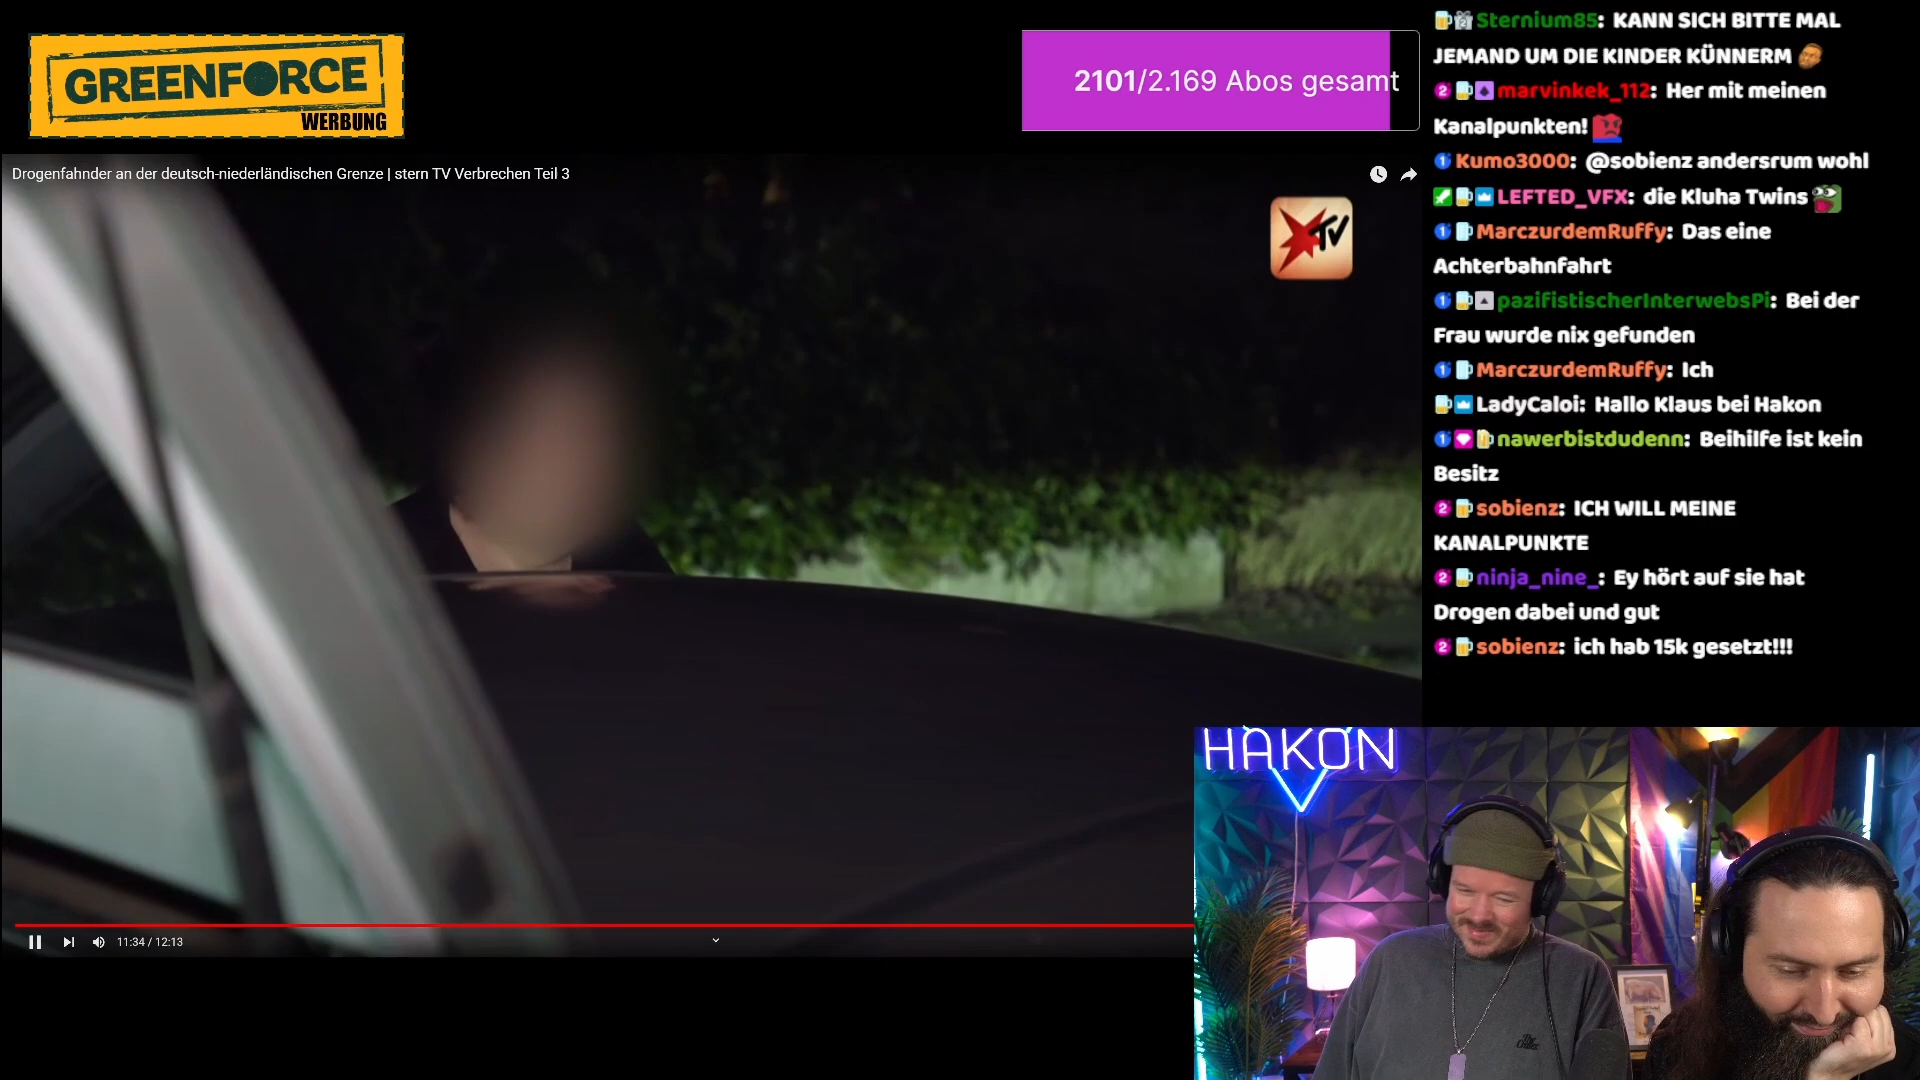 GREENFORCE
WERBUNG
2101/2.169 Abos gesamt
Drogenfahnder an der deutsch-niederländischen Grenze | stern TV Verbrechen Teil 3
TV
11:34 / 12:13
Sternium85: KANN SICH BITTE MAL
JEMAND UM DIE KINDER KÜNNERM
2 marvinkek_112: Her mit meinen
Kanalpunkten!
1 Kumo3000: @sobienz andersrum wohl
LEFTED_VFX: die Kluha Twins
1 MarczurdemRuffy: Das eine
Achterbahnfahrt
1 pazifistischerInterwebsPi: Bei der
Frau wurde nix gefunden
1 MarczurdemRuffy: Ich
LadyCaloi: Hallo Klaus bei Hakon
1 nawerbistdudenn: Beihilfe ist kein
Besitz
2 sobienz: ICH WILL MEINE
KANALPUNKTE
2 ninja_nine_: Ey hört auf sie hat
Drogen dabei und gut
2 sobienz: ich hab 15k gesetzt!!!
HAKON